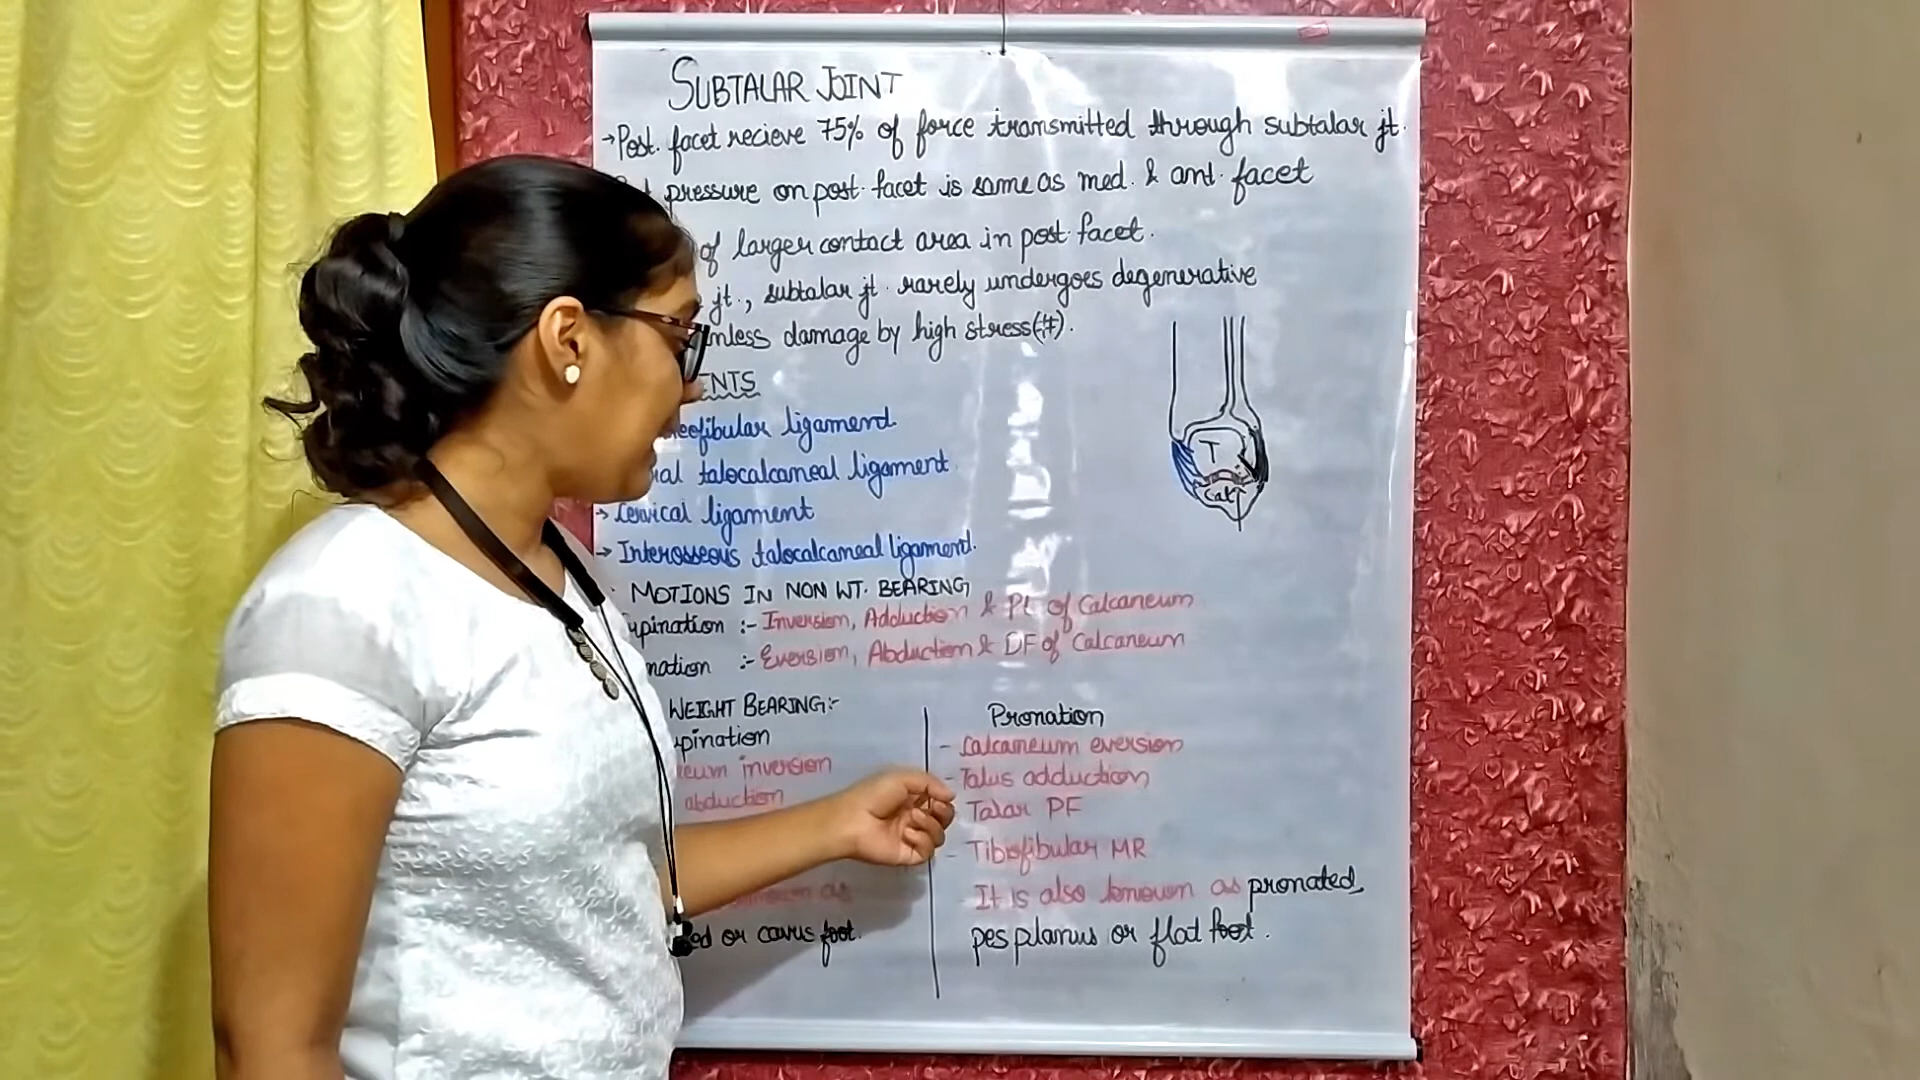 SUBTALAR JOINT
→ Post. facet recieve 75% of force transmitted through subtalar jt.
pressure on post. facet is same as med. & ant. facet
of larger contact area in post facet.
jt., subtalar jt. rarely undergoes degenerative
damage by high stress(#).
→
ligament
T
talocalcaneal ligament
Cal
→ Cervical ligament
→ Interosseous talocalcaneal ligament.
MOTIONS IN NON WT. BEARING
:- Inversion, Adduction & PL of Calcaneum
:- Eversion, Abduction & DF of Calcaneum
WEIGHT BEARING:-
inversion
abduction
or cavus foot.
Pronation
- Calcaneum eversion
- Talus adduction
Talar PF
- Tibiofibular MR
It is also known as pronated,
pes planus or flat foot.